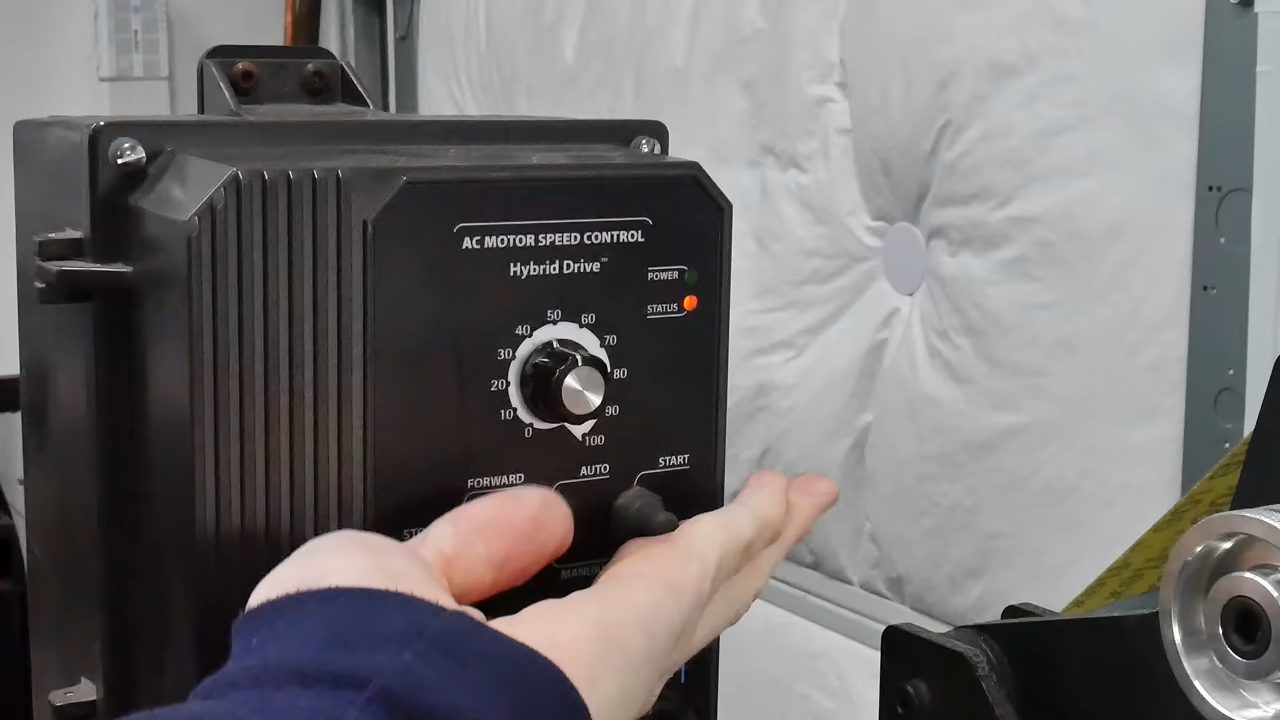 AC MOTOR SPEED CONTROL
Hybrid Drive™
POWER
STATUS
50
60
40
70
30
80
20
10
90
0
100
START
AUTO
FORWARD